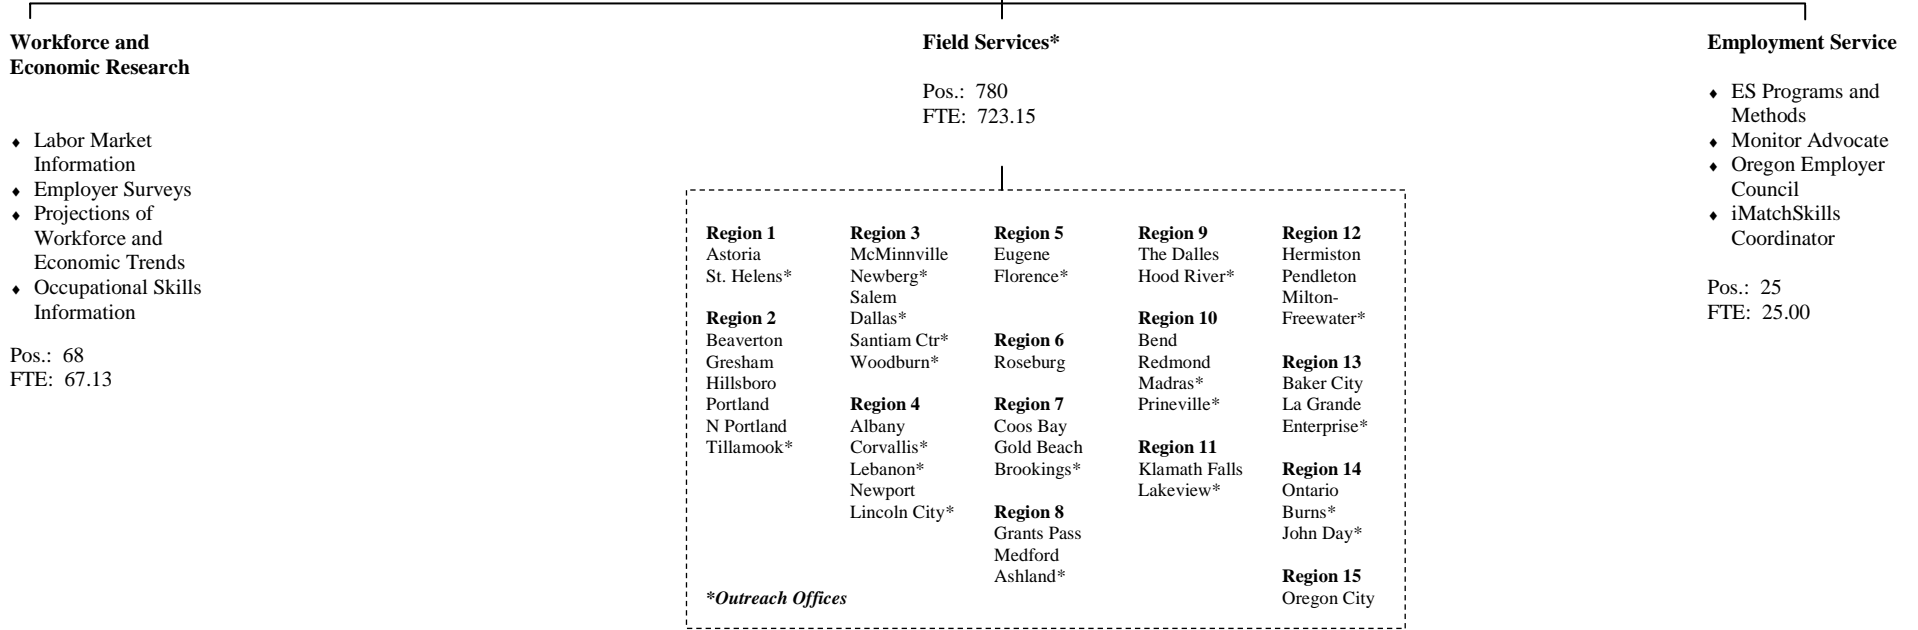 Workforce and
Economic Research
♦ Labor Market
Information
♦ Employer Surveys
♦ Projections of
Workforce and
Economic Trends
♦ Occupational Skills
Information
Pos.: 68
FTE: 67.13
Field Services*
Pos.: 780
FTE: 723.15
Region 1
Astoria
St. Helens*
Region 2
Beaverton
Gresham
Hillsboro
Portland
N Portland
Tillamook*
Region 3
McMinnville
Newberg*
Salem
Dallas*
Santiam Ctr*
Woodburn*
Region 4
Albany
Corvallis*
Lebanon*
Newport
Lincoln City*
Region 5
Eugene
Florence*
Region 6
Roseburg
Region 7
Coos Bay
Gold Beach
Brookings*
Region 8
Grants Pass
Medford
Ashland*
Region 9
The Dalles
Hood River*
Region 10
Bend
Redmond
Madras*
Prineville*
Region 11
Klamath Falls
Lakeview*
Region 12
Hermiston
Pendleton
Milton-
Freewater*
Region 13
Baker City
La Grande
Enterprise*
Region 14
Ontario
Burns*
John Day*
Region 15
Oregon City
*Outreach Offices
Employment Service
♦ ES Programs and
Methods
♦ Monitor Advocate
♦ Oregon Employer
Council
♦ iMatchSkills
Coordinator
Pos.: 25
FTE: 25.00